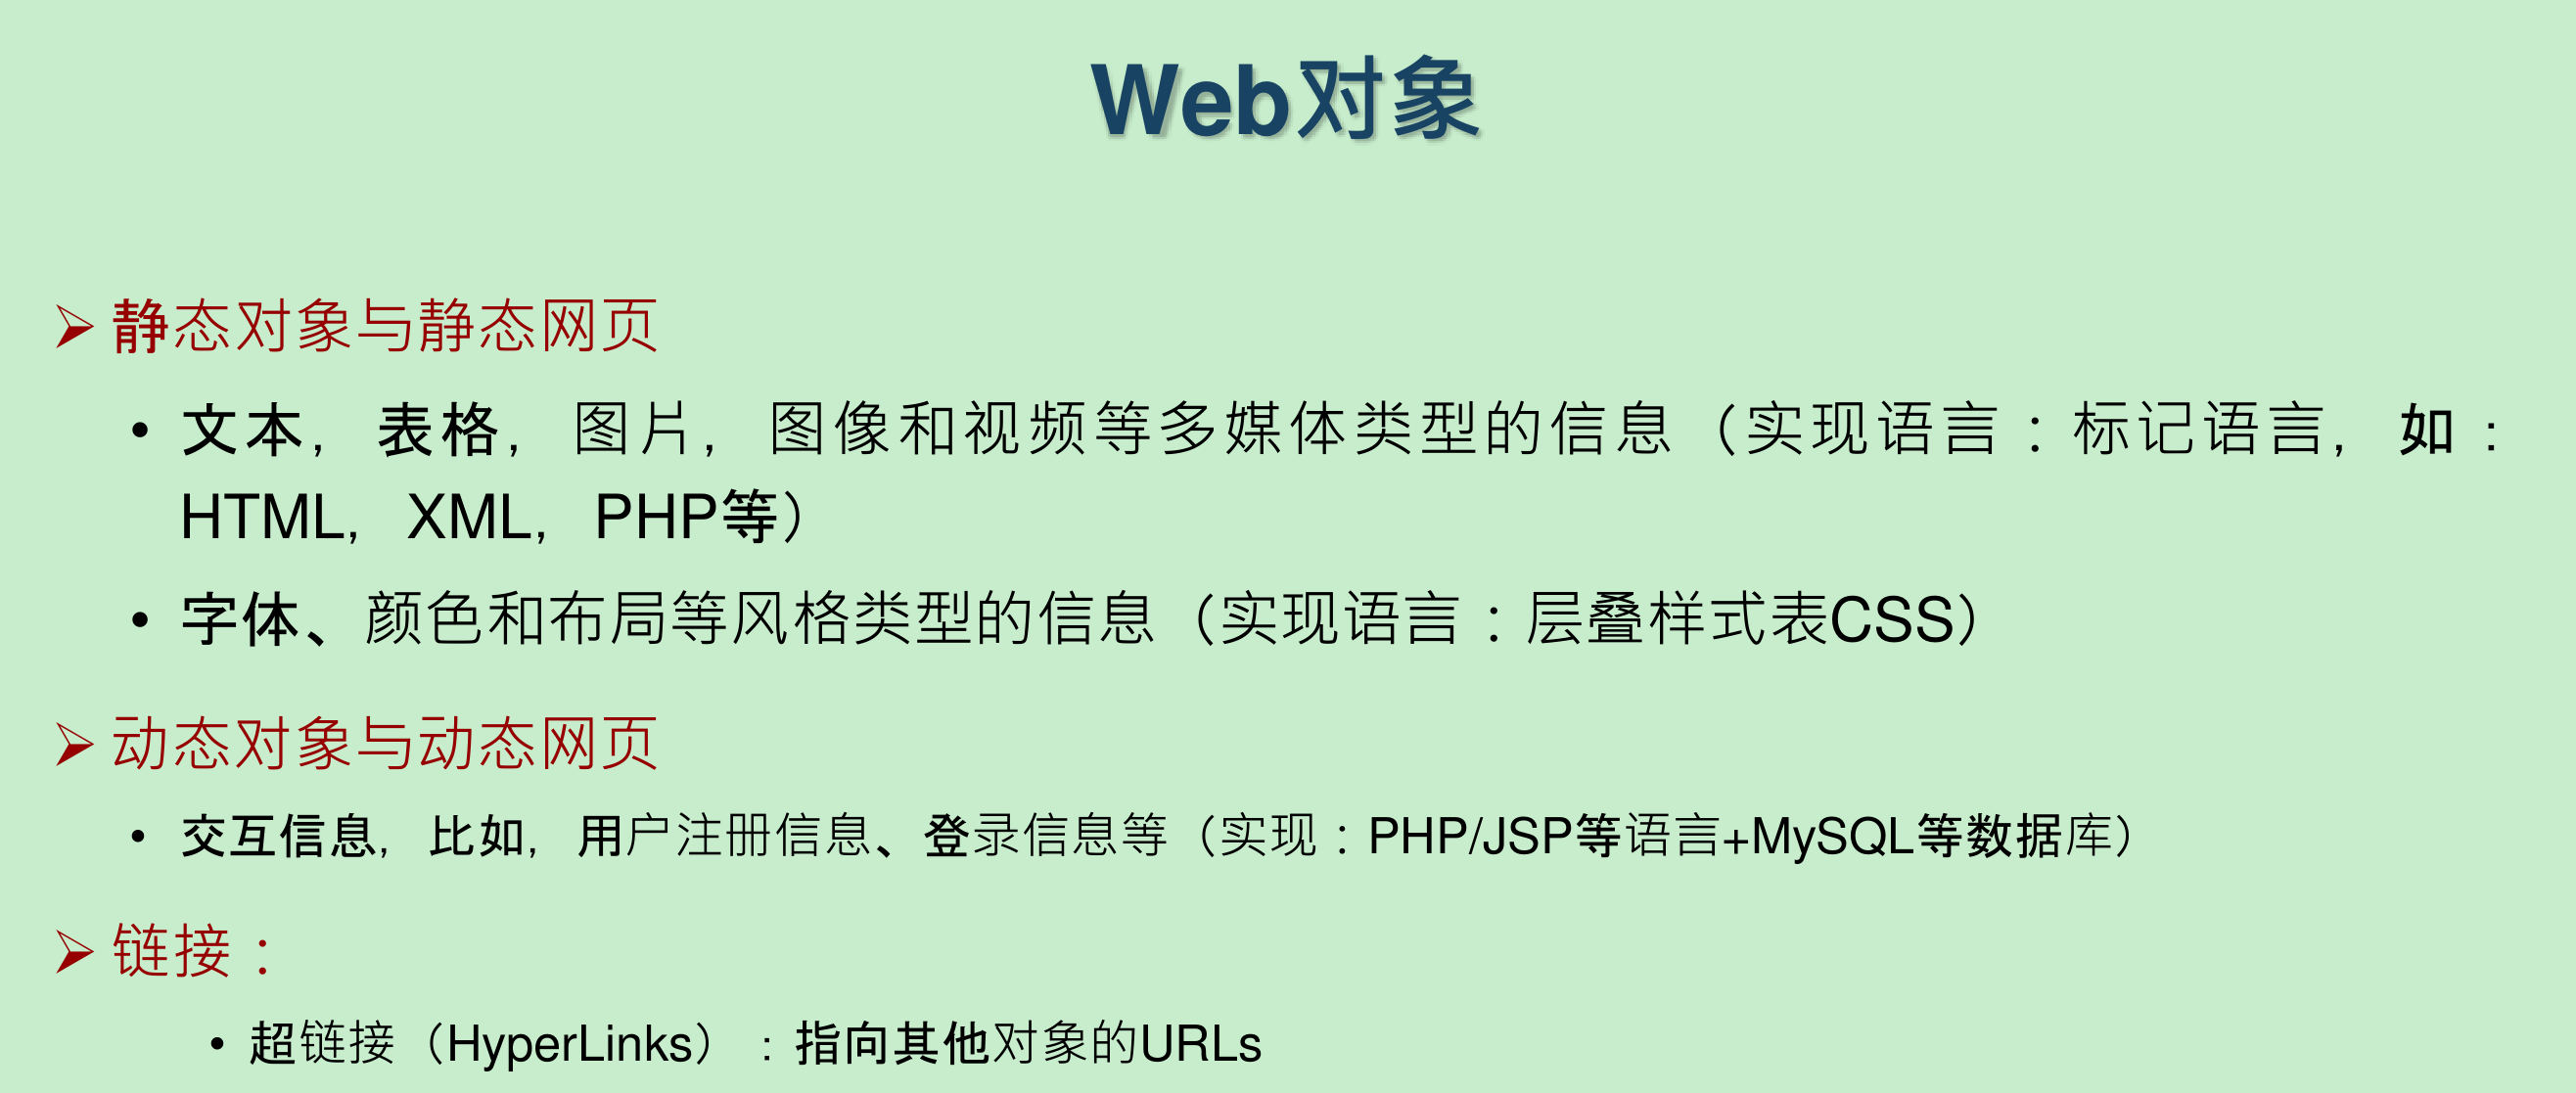 Web对象
➢ 静态对象与静态网页
• 文本, 表格, 图片, 图像和视频等多媒体类型的信息（实现语言：标记语言, 如：
HTML, XML, PHP等）
• 字体、颜色和布局等风格类型的信息（实现语言：层叠样式表CSS）
➢ 动态对象与动态网页
• 交互信息, 比如, 用户注册信息、登录信息等（实现：PHP/JSP等语言+MySQL等数据库）
➢ 链接：
• 超链接（HyperLinks）：指向其他对象的URLs